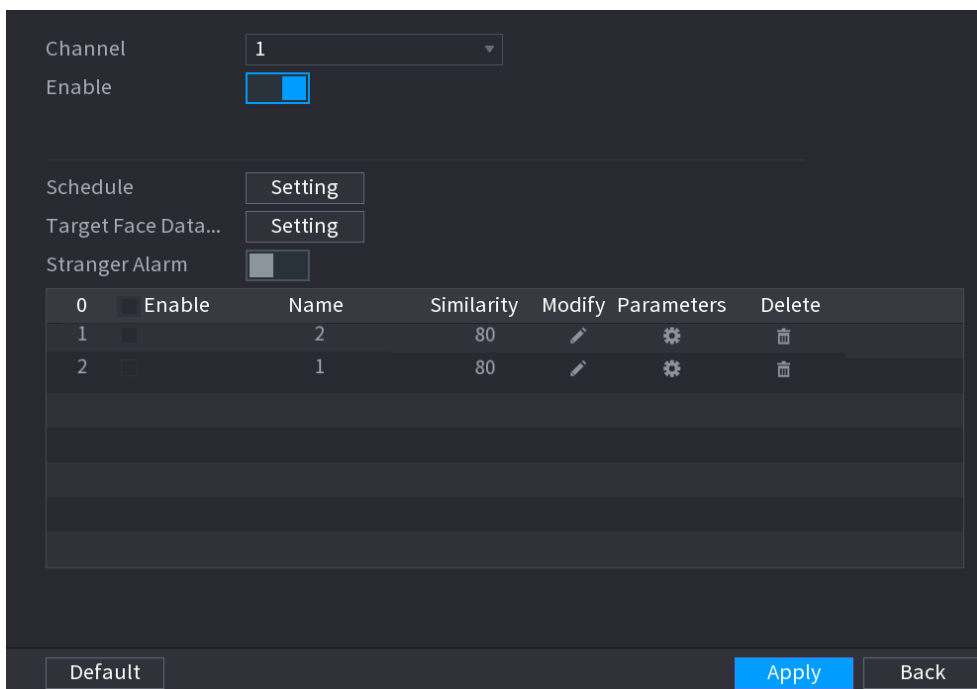 Channel 1
Enable
Schedule Setting
Target Face Data... Setting
Stranger Alarm
0 Enable Name Similarity Modify Parameters Delete
1 2 80
2 1 80
Default Apply Back